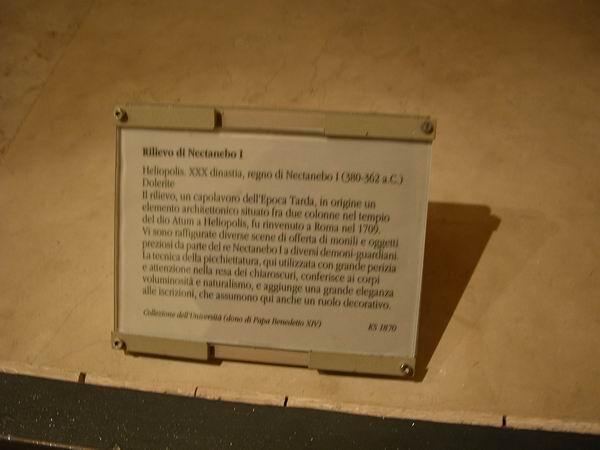 Rilievo di Nectanebo I
Heliopolis. XXX dinastia, regno di Nectanebo I (380-362 a.C.)
Dolerite
Il rilievo, un capolavoro dell'Epoca Tarda, in origine un
elemento architettonico situato fra due colonne nel tempio
del dio Atum a Heliopolis, fu rinvenuto a Roma nel 1709.
Vi sono raffigurate diverse scene di offerta di monili e oggetti
preziosi da parte del re Nectanebo I a diversi demoni-guardiani.
La tecnica della picchiettatura, qui utilizzata con grande perizia
e attenzione nella resa dei chiaroscuri, conferisce ai corpi
voluminosità e naturalismo, e aggiunge una grande eleganza
alle iscrizioni, che assumono qui anche un ruolo decorativo.
Collezione dell'Università (dono di Papa Benedetto XIV)
KS 1870